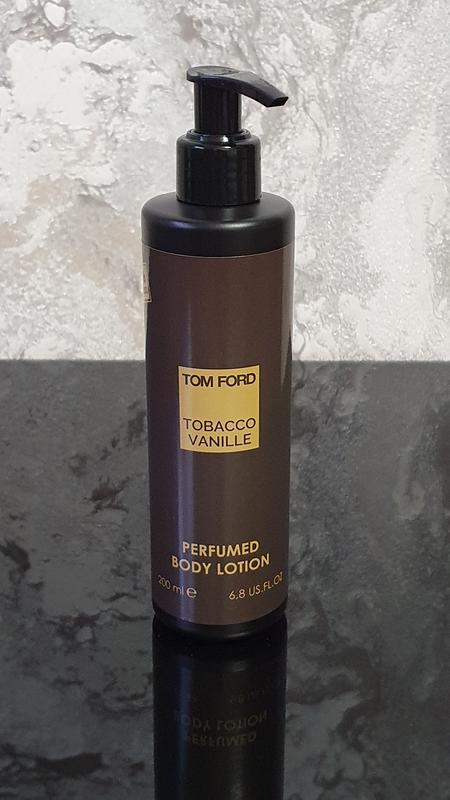 TOM FORD
TOBACCO
VANILLE
PERFUMED
BODY LOTION
200 ml ℮
6,8 US.FL.OZ